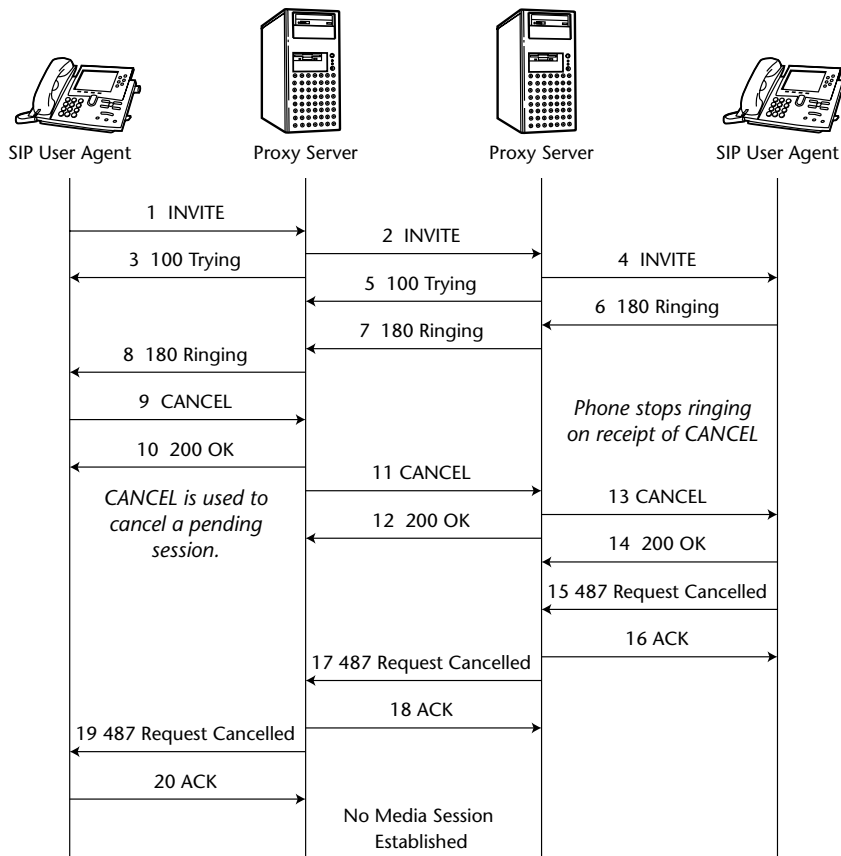 SIP User Agent
Proxy Server
Proxy Server
SIP User Agent
1 INVITE
2 INVITE
3 100 Trying
4 INVITE
5 100 Trying
6 180 Ringing
7 180 Ringing
8 180 Ringing
9 CANCEL
Phone stops ringing
on receipt of CANCEL
10 200 OK
11 CANCEL
CANCEL is used to
cancel a pending
session.
13 CANCEL
12 200 OK
14 200 OK
15 487 Request Cancelled
16 ACK
17 487 Request Cancelled
18 ACK
19 487 Request Cancelled
20 ACK
No Media Session
Established